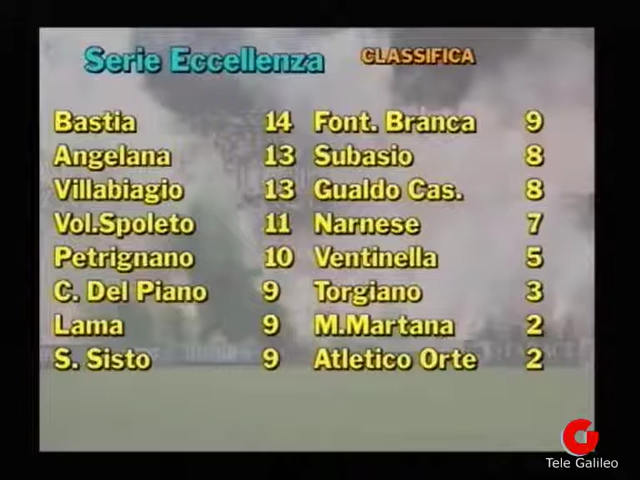 Serie Eccellenza CLASSIFICA
Bastia 14 Font. Branca 9
Angelana 13 Subasio 8
Villabiagio 13 Gualdo Cas. 8
Vol.Spoleto 11 Narnese 7
Petrignano 10 Ventinella 5
C. Del Piano 9 Torgiano 3
Lama 9 M.Martana 2
S. Sisto 9 Atletico Orte 2
G
Tele Galileo